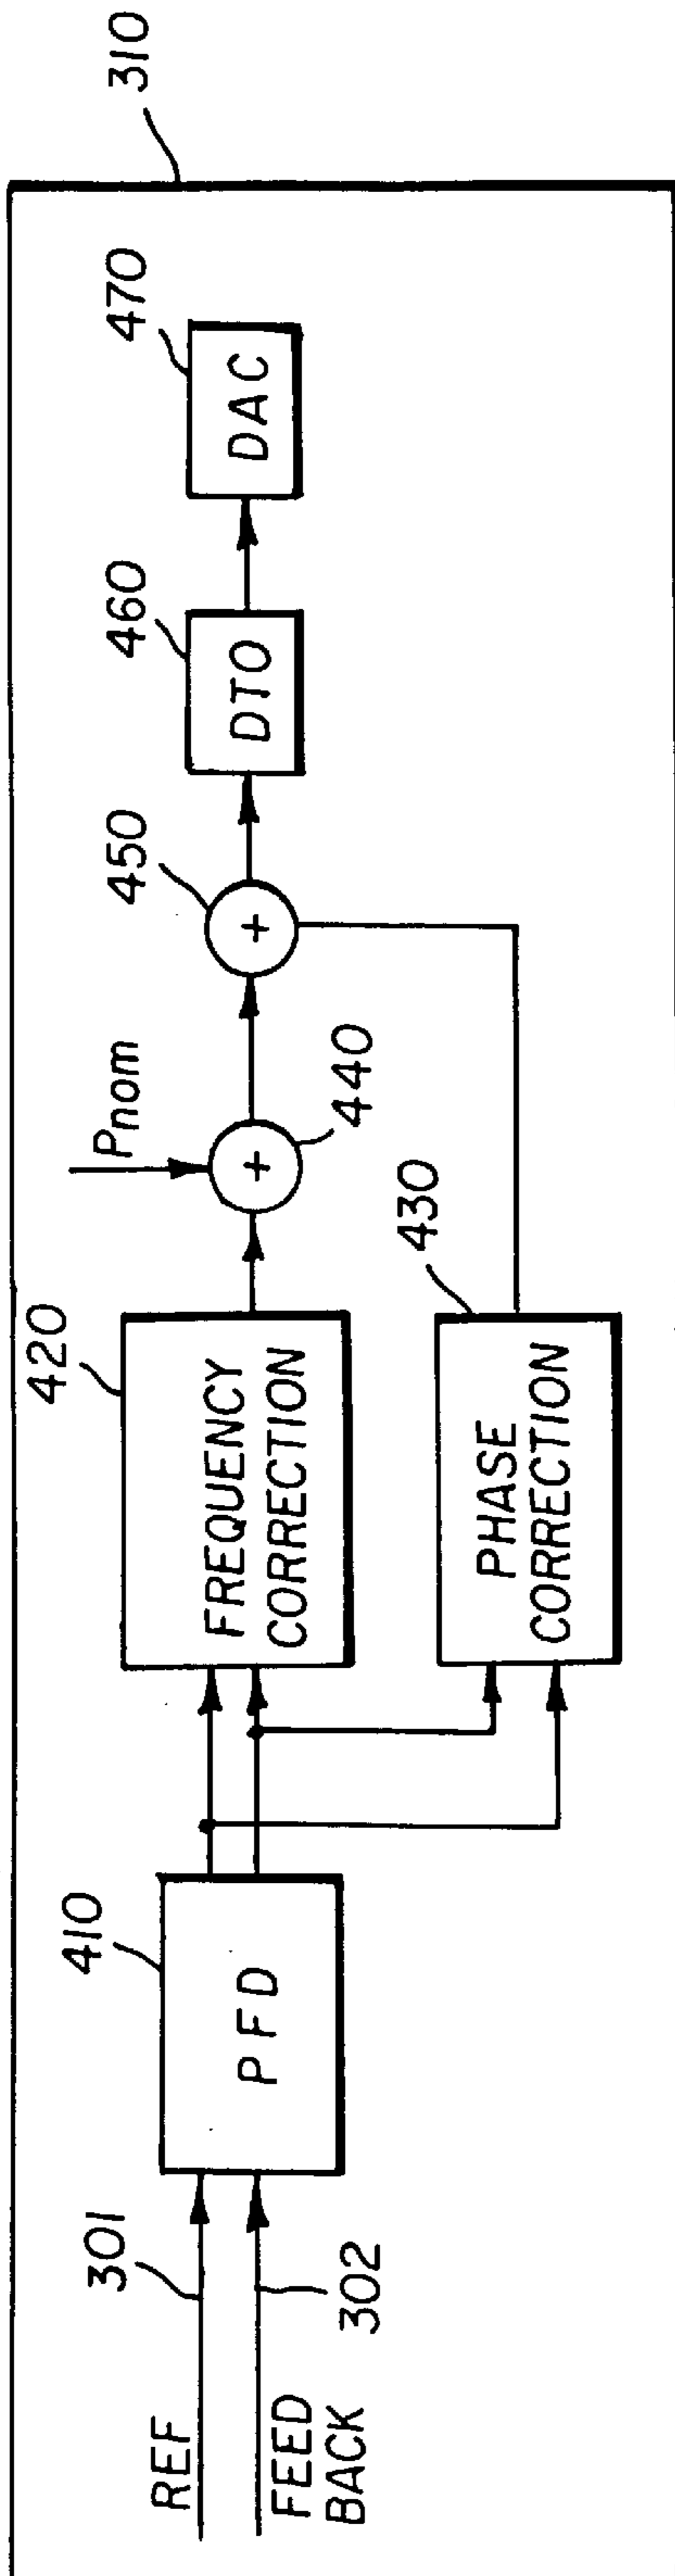 310
REF
301
FEED
BACK
302
410
PFD
420
FREQUENCY
CORRECTION
430
PHASE
CORRECTION
Pnom
440
450
460
DTO
470
DAC
+
+